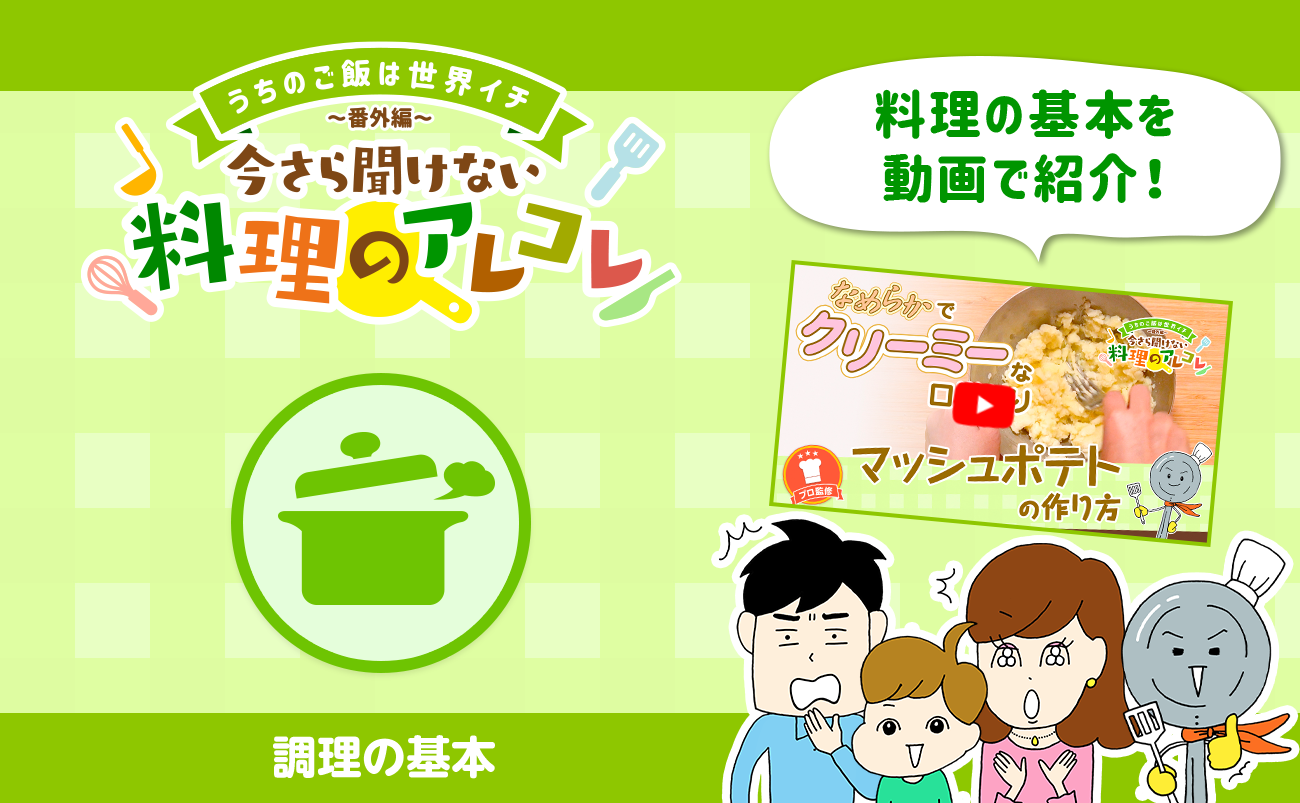 うちのご飯は世界イチ
～番外編～
今さら聞けない
料理のアレコレ
調理の基本
料理の基本を
動画で紹介！
なめらかで
クリーミーな
マッシュポテト
の作り方
プロ監修
うちのご飯は世界イチ
～番外編～
今さら聞けない
料理のアレコレ